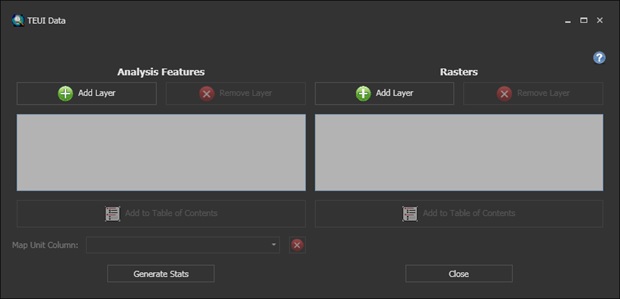 TEUI Data
Analysis Features
Rasters
Add Layer
Remove Layer
Add Layer
Remove Layer
Add to Table of Contents
Add to Table of Contents
Map Unit Column:
Generate Stats
Close